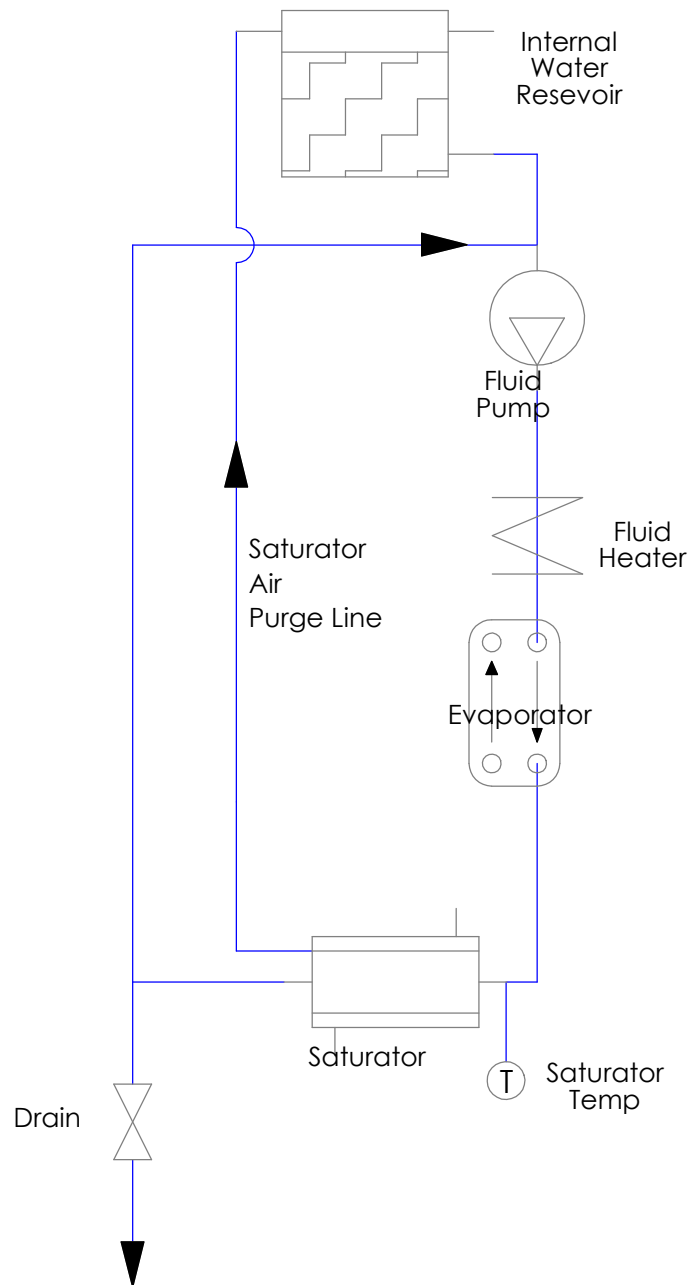 Internal
Water
Resevoir
Fluid
Pump
Fluid
Heater
Saturator
Air
Purge Line
Evaporator
Saturator
T
Saturator
Temp
Drain